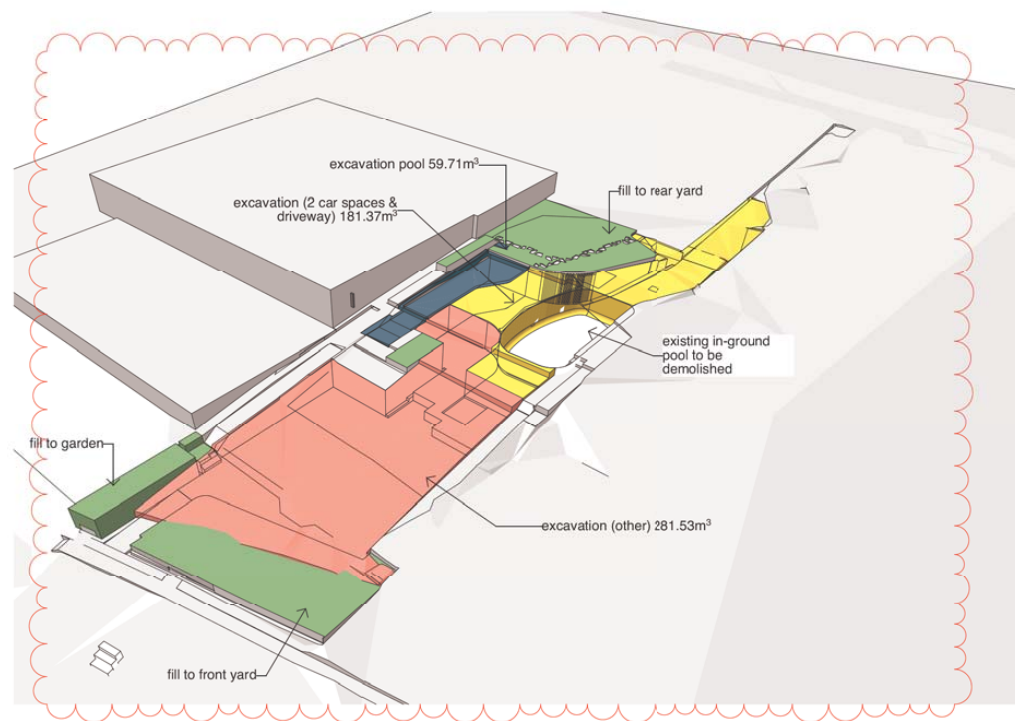 excavation pool 59.71m³
excavation (2 car spaces &
driveway) 181.37m³
fill to rear yard
existing in-ground
pool to be
demolished
fill to garden
excavation (other) 281.53m³
fill to front yard